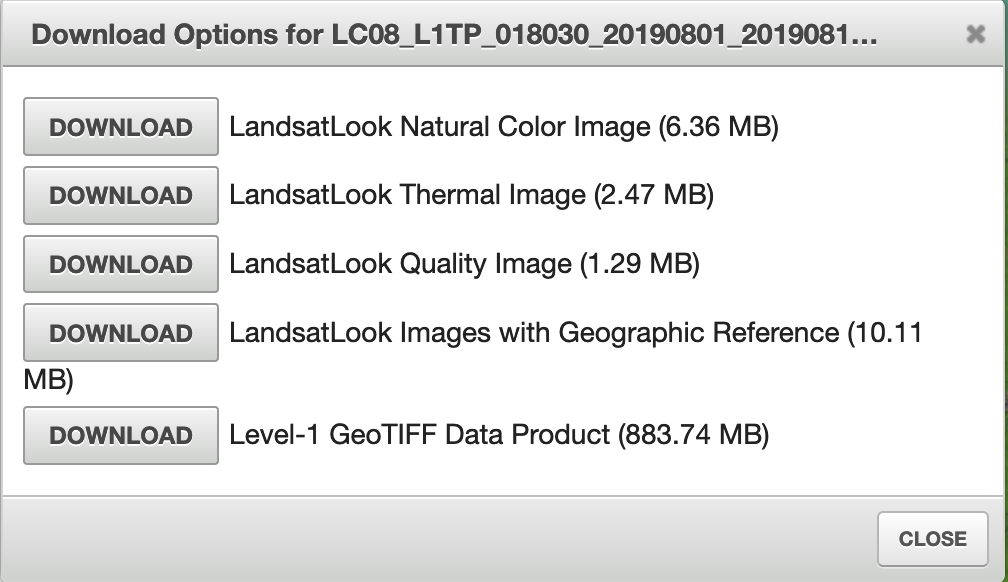 Download Options for LC08_L1TP_018030_20190801_2019081...
DOWNLOAD LandsatLook Natural Color Image (6.36 MB)
DOWNLOAD LandsatLook Thermal Image (2.47 MB)
DOWNLOAD LandsatLook Quality Image (1.29 MB)
DOWNLOAD LandsatLook Images with Geographic Reference (10.11
MB)
DOWNLOAD Level-1 GeoTIFF Data Product (883.74 MB)
CLOSE